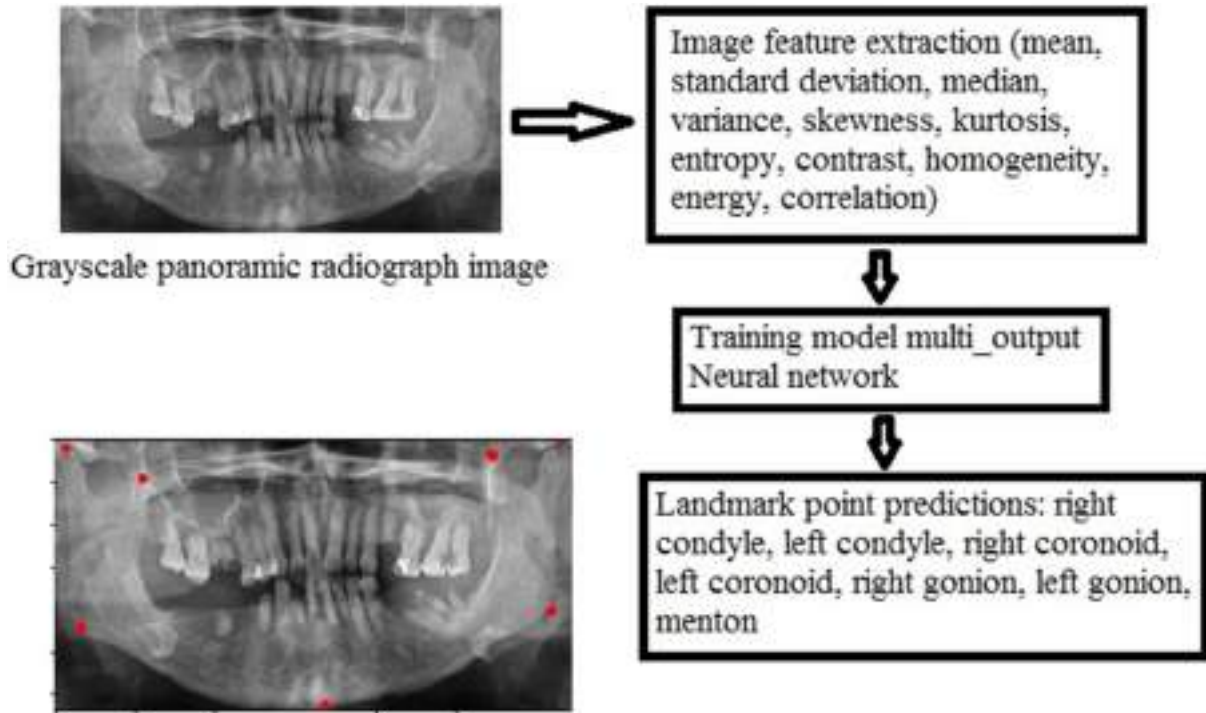 Image feature extraction (mean,
standard deviation, median,
variance, skewness, kurtosis,
entropy, contrast, homogeneity,
energy, correlation)
Grayscale panoramic radiograph image
Training model multi_output
Neural network
Landmark point predictions: right
condyle, left condyle, right coronoid,
left coronoid, right gonion, left gonion,
menton